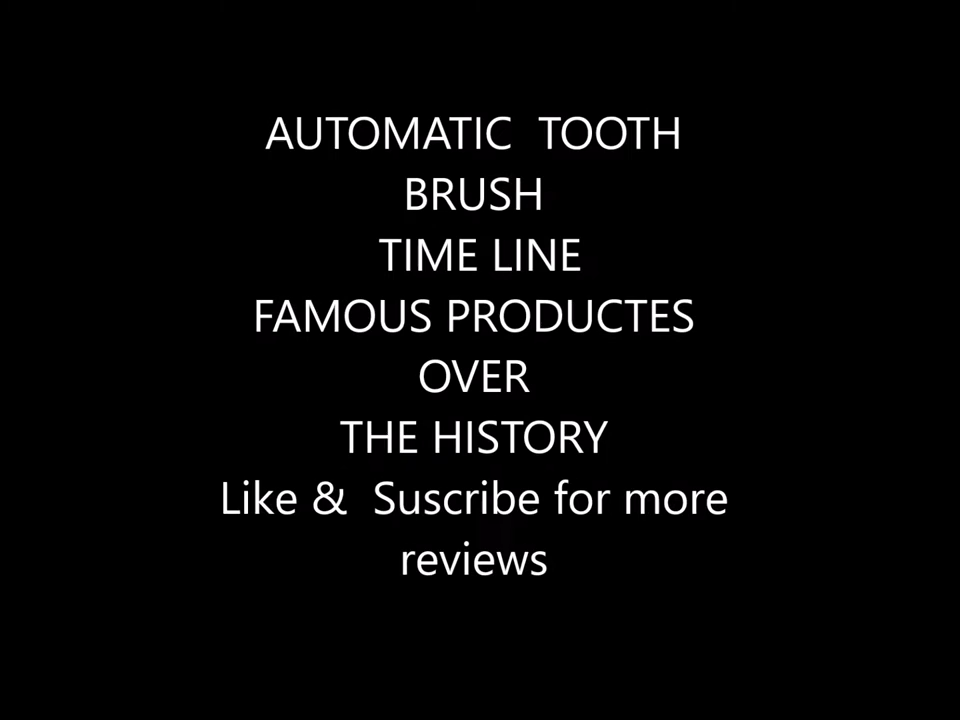 AUTOMATIC  TOOTH
BRUSH
TIME LINE
FAMOUS PRODUCTES
OVER
THE HISTORY
Like &  Suscribe for more
reviews